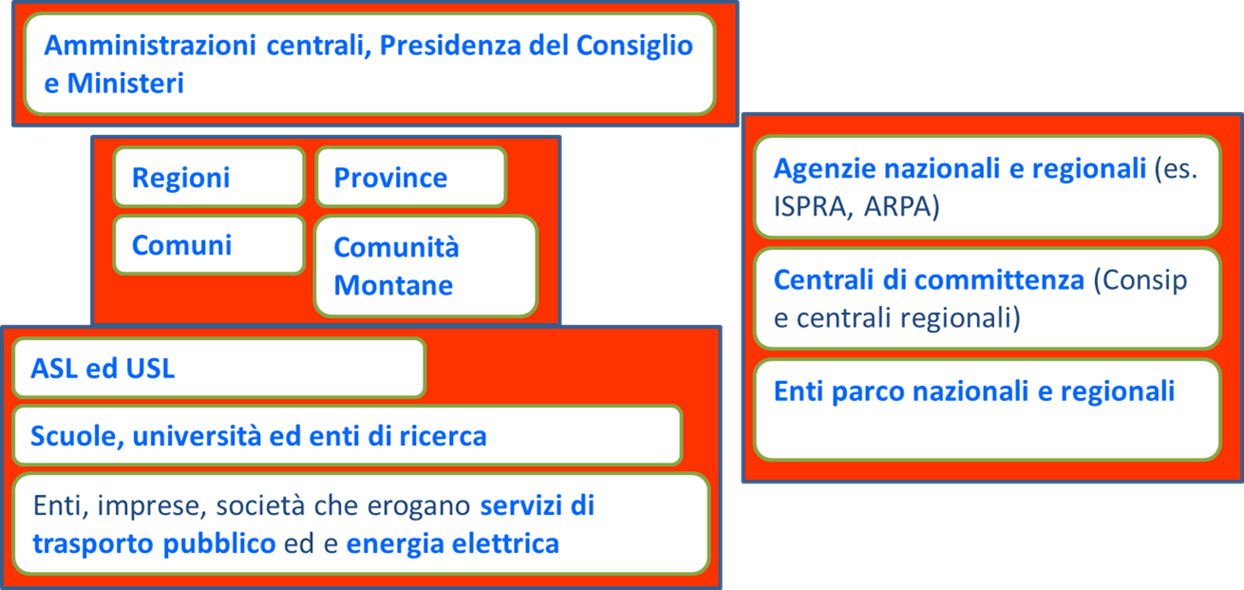 Amministrazioni centrali, Presidenza del Consiglio
e Ministeri
Regioni
Province
Comuni
Comunità
Montane
ASL ed USL
Scuole, università ed enti di ricerca
Enti, imprese, società che erogano servizi di
trasporto pubblico ed e energia elettrica
Agenzie nazionali e regionali (es.
ISPRA, ARPA)
Centrali di committenza (Consip
e centrali regionali)
Enti parco nazionali e regionali